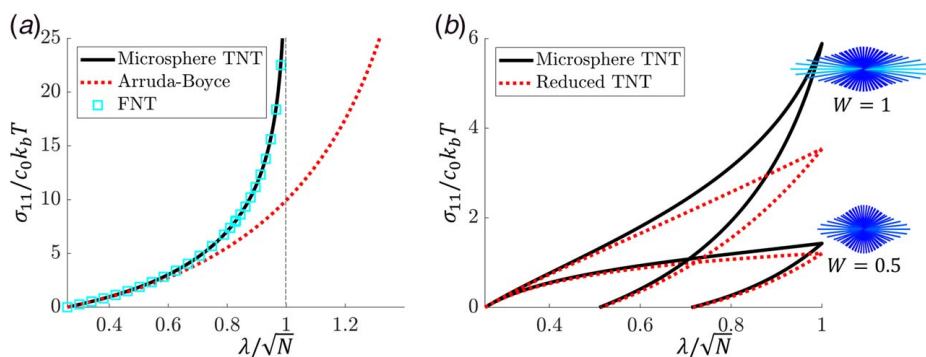 (a)
25
20
15
10
5
0
σ₁₁/c₀k_bT
Microsphere TNT
Arruda-Boyce
FNT
0.4 0.6 0.8 1 1.2
λ/√N
(b)
6
4
2
0
σ₁₁/c₀k_bT
Microsphere TNT
Reduced TNT
W = 1
W = 0.5
0.4 0.6 0.8 1
λ/√N